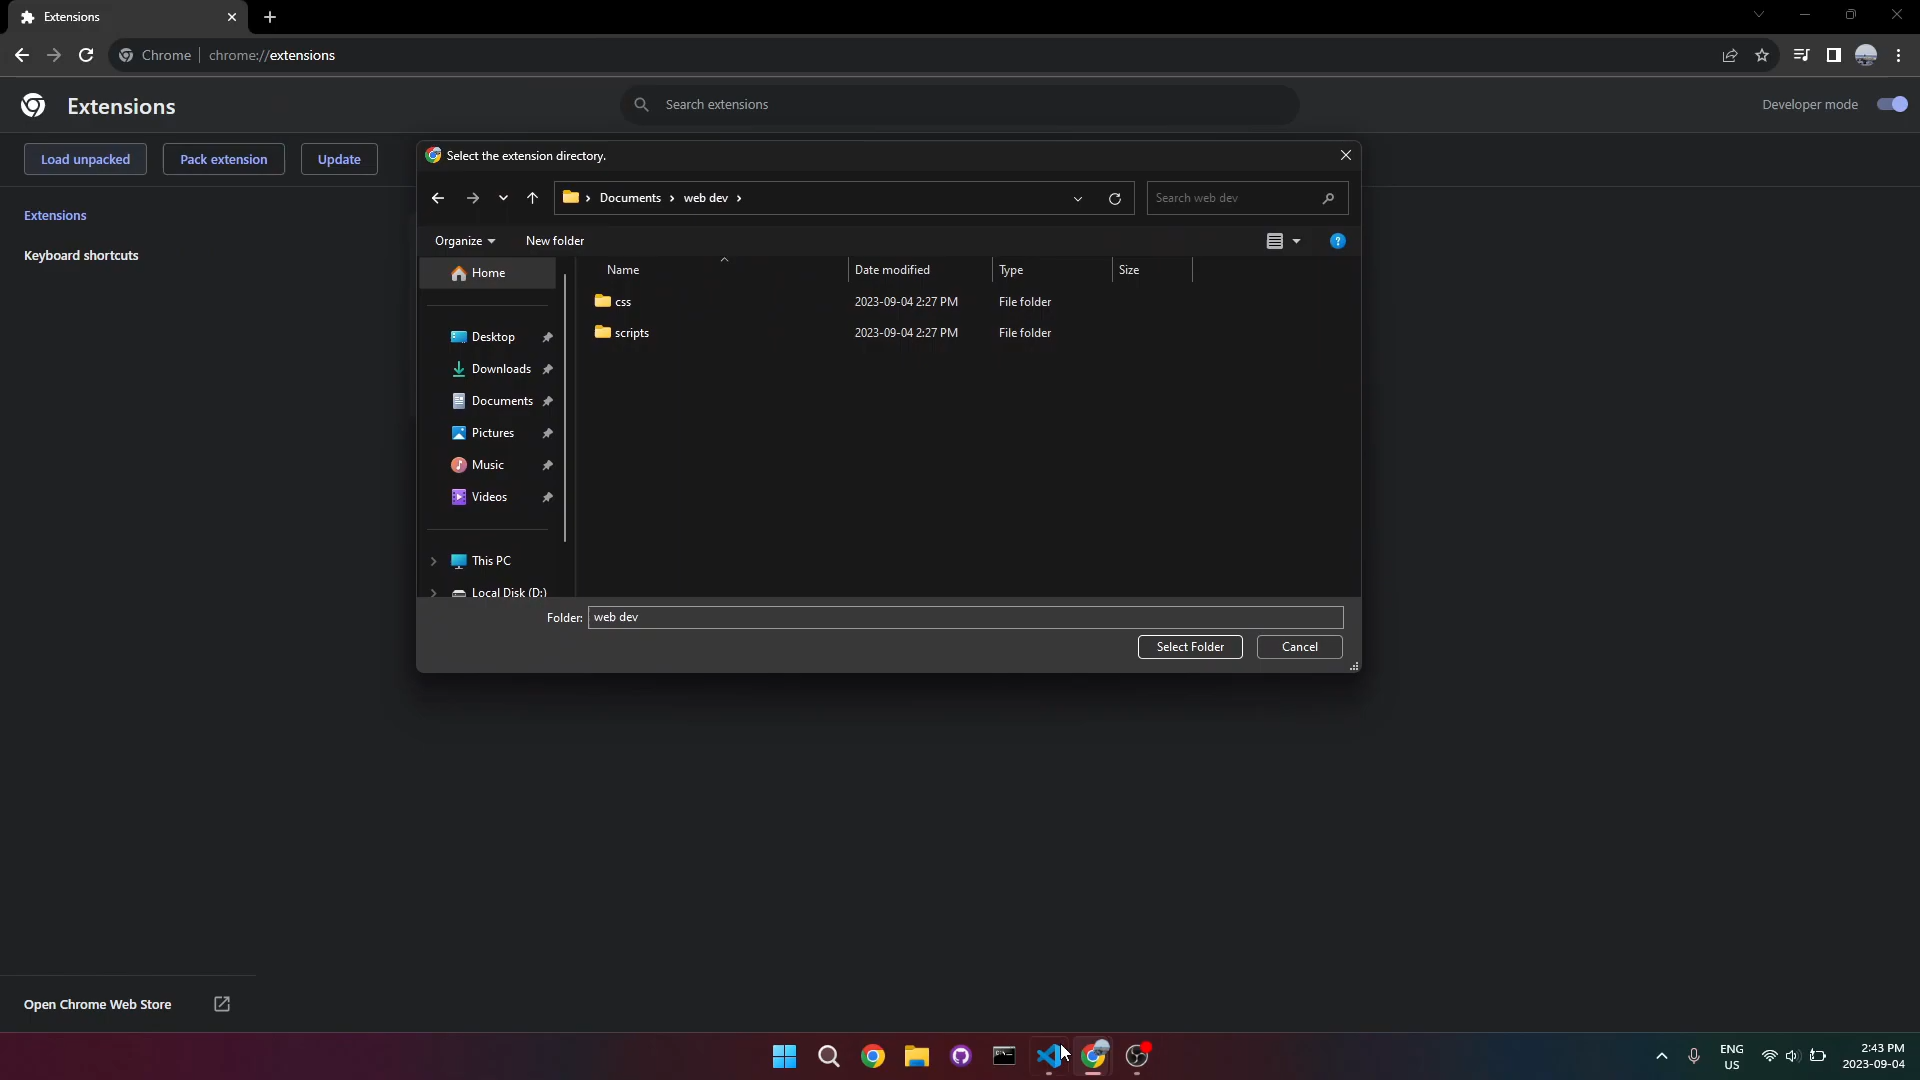 Extensions
Chrome
chrome://extensions
Extensions
Search extensions
Developer mode
Load unpacked
Pack extension
Update
Select the extension directory.
Documents
web dev
Search web dev
Extensions
Keyboard shortcuts
Organize
New folder
Home
Name
Date modified
Type
Size
css
2023-09-04 2:27 PM
File folder
scripts
2023-09-04 2:27 PM
File folder
Desktop
Downloads
Documents
Pictures
Music
Videos
This PC
Local Disk (D:)
Folder:
web dev
Select Folder
Cancel
Open Chrome Web Store
ENG
US
2:43 PM
2023-09-04